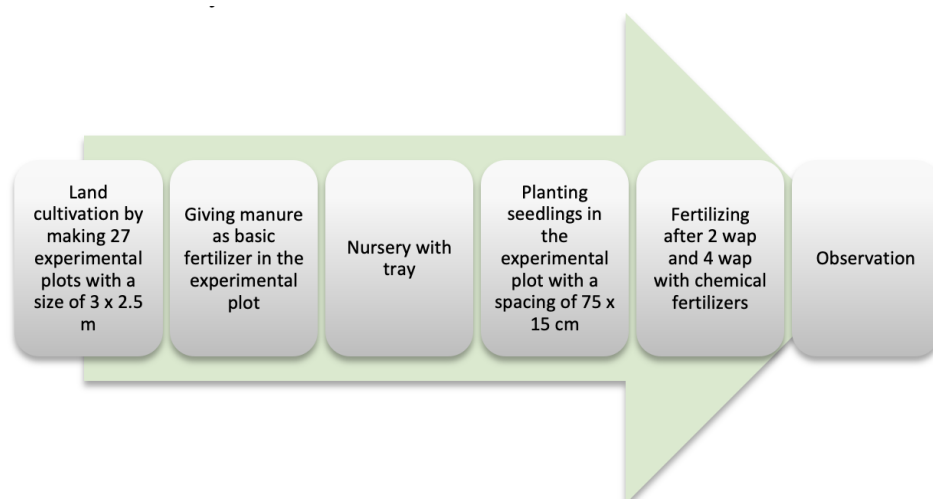 Land
cultivation by
making 27
experimental
plots with a
size of 3 x 2.5
m
Giving manure
as basic
fertilizer in the
experimental
plot
Nursery with
tray
Planting
seedlings in
the
experimental
plot with a
spacing of 75 x
15 cm
Fertilizing
after 2 wap
and 4 wap
with chemical
fertilizers
Observation